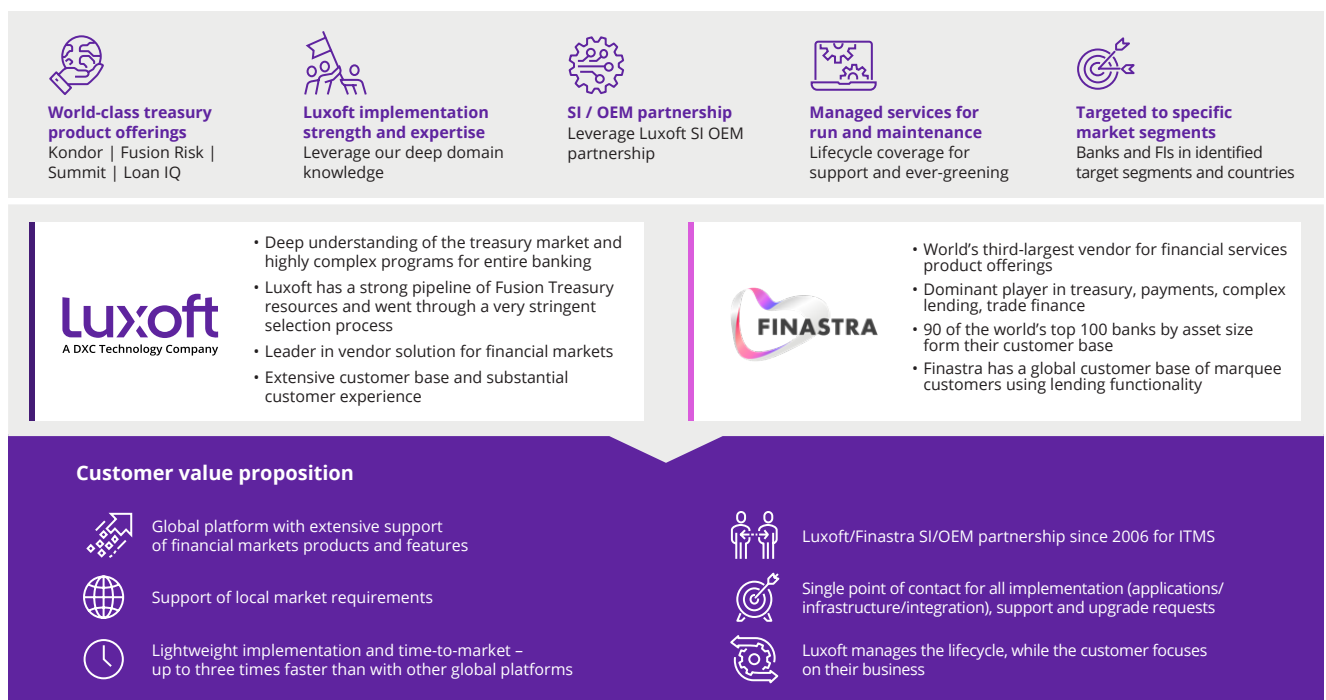 World-class treasury
product offerings
Kondor | Fusion Risk |
Summit | Loan IQ
Luxoft implementation
strength and expertise
Leverage our deep domain
knowledge
SI / OEM partnership
Leverage Luxoft SI OEM
partnership
Managed services for
run and maintenance
Lifecycle coverage for
support and ever-greening
Targeted to specific
market segments
Banks and FIs in identified
target segments and countries
Luxoft
A DXC Technology Company
• Deep understanding of the treasury market and
highly complex programs for entire banking
• Luxoft has a strong pipeline of Fusion Treasury
resources and went through a very stringent
selection process
• Leader in vendor solution for financial markets
• Extensive customer base and substantial
customer experience
FINASTRA
• World’s third-largest vendor for financial services
product offerings
• Dominant player in treasury, payments, complex
lending, trade finance
• 90 of the world’s top 100 banks by asset size
form their customer base
• Finastra has a global customer base of marquee
customers using lending functionality
Customer value proposition
Global platform with extensive support
of financial markets products and features
Support of local market requirements
Lightweight implementation and time-to-market –
up to three times faster than with other global platforms
Luxoft/Finastra SI/OEM partnership since 2006 for ITMS
Single point of contact for all implementation (applications/
infrastructure/integration), support and upgrade requests
Luxoft manages the lifecycle, while the customer focuses
on their business